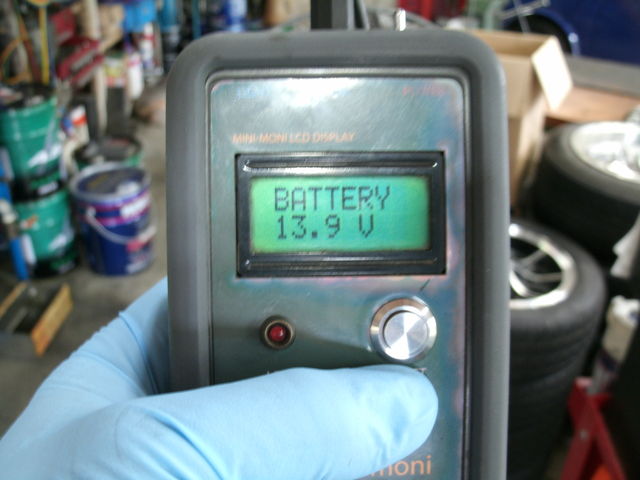 MINI-MONI LCD DISPLAY
BATTERY
13.9 V
moni